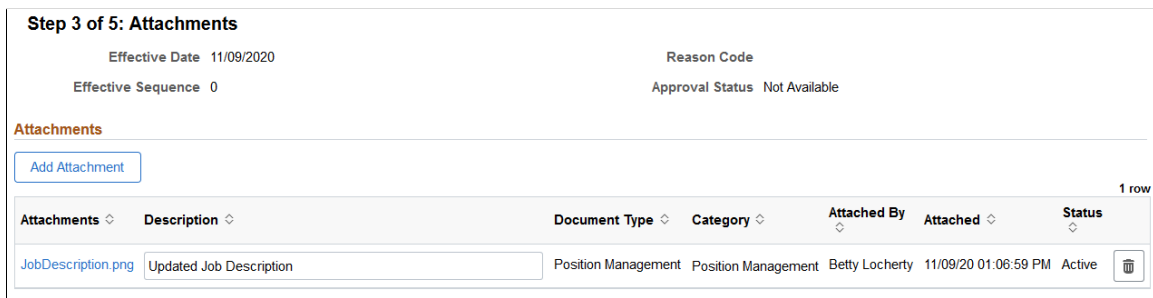 Step 3 of 5: Attachments
Effective Date 11/09/2020 Reason Code
Effective Sequence 0 Approval Status Not Available
Attachments
Add Attachment
1 row
Attachments Description Document Type Category Attached By Attached Status
JobDescription.png Updated Job Description Position Management Position Management Betty Locherty 11/09/20 01:06:59 PM Active